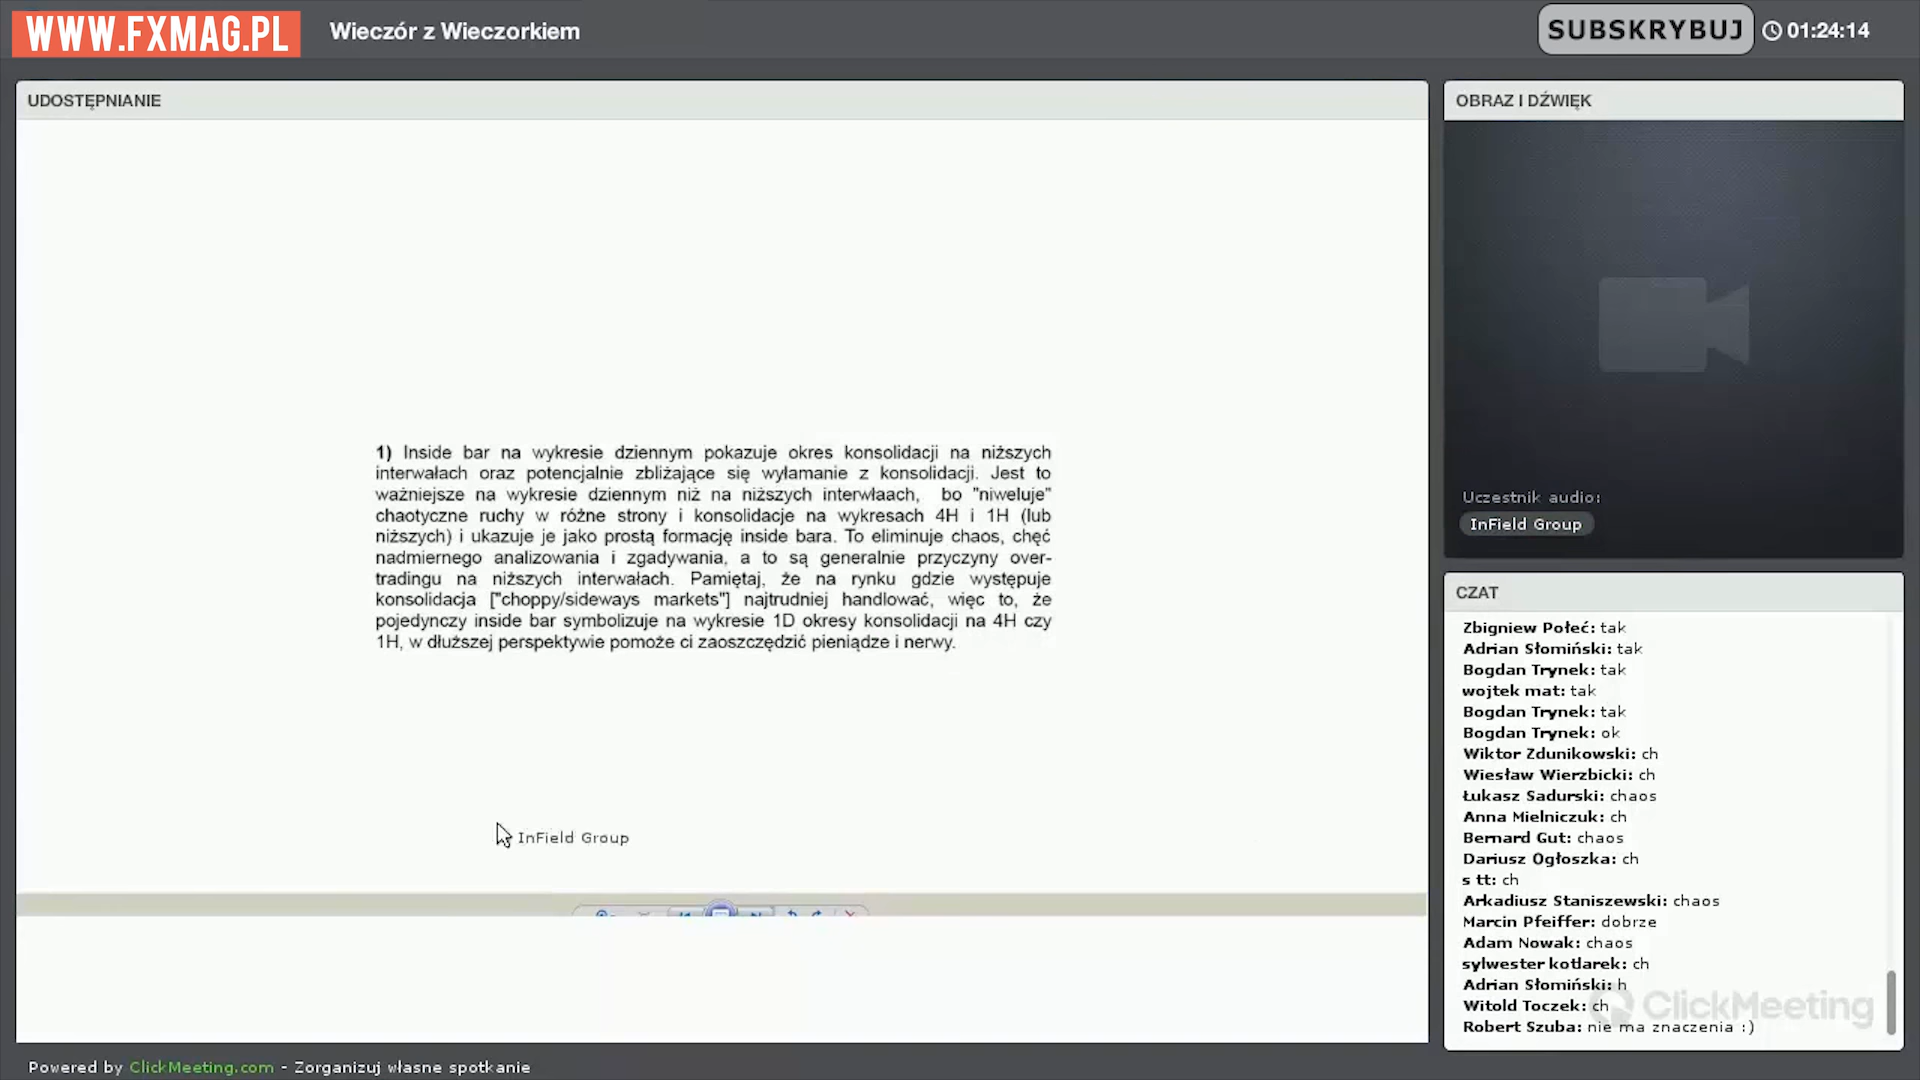 WWW.FXMAG.PL
Wieczór z Wieczorkiem
SUBSKRYBUJ
01:24:14
UDOSTĘPNIANIE
1) Inside bar na wykresie dziennym pokazuje okres konsolidacji na niższych
interwałach oraz potencjalnie zbliżające się wyłamanie z konsolidacji. Jest to
ważniejsze na wykresie dziennym niż na niższych interwłaach, bo "niweluje"
chaotyczne ruchy w różne strony i konsolidacje na wykresach 4H i 1H (lub
niższych) i ukazuje je jako prostą formację inside bara. To eliminuje chaos, chęć
nadmiernego analizowania i zgadywania, a to są generalnie przyczyny over-
tradingu na niższych interwałach. Pamiętaj, że na rynku gdzie występuje
konsolidacja ["choppy/sideways markets"] najtrudniej handlować, więc to, że
pojedynczy inside bar symbolizuje na wykresie 1D okresy konsolidacji na 4H czy
1H, w dłuższej perspektywie pomoże ci zaoszczędzić pieniądze i nerwy.
InField Group
OBRAZ I DŹWIĘK
Uczestnik audio:
InField Group
CZAT
Zbigniew Połeć: tak
Adrian Słomiński: tak
Bogdan Trynek: tak
wojtek mat: tak
Bogdan Trynek: tak
Bogdan Trynek: ok
Wiktor Zdunikowski: ch
Wiesław Wierzbicki: ch
Łukasz Sadurski: chaos
Anna Mielniczuk: ch
Bernard Gut: chaos
Dariusz Ogłoszka: ch
s tt: ch
Arkadiusz Staniszewski: chaos
Marcin Pfeiffer: dobrze
Adam Nowak: chaos
sylwester kotlarek: ch
Adrian Słomiński: h
Witold Toczek: ch
Robert Szuba: nie ma znaczenia :)
ClickMeeting
Powered by ClickMeeting.com - Zorganizuj własne spotkanie